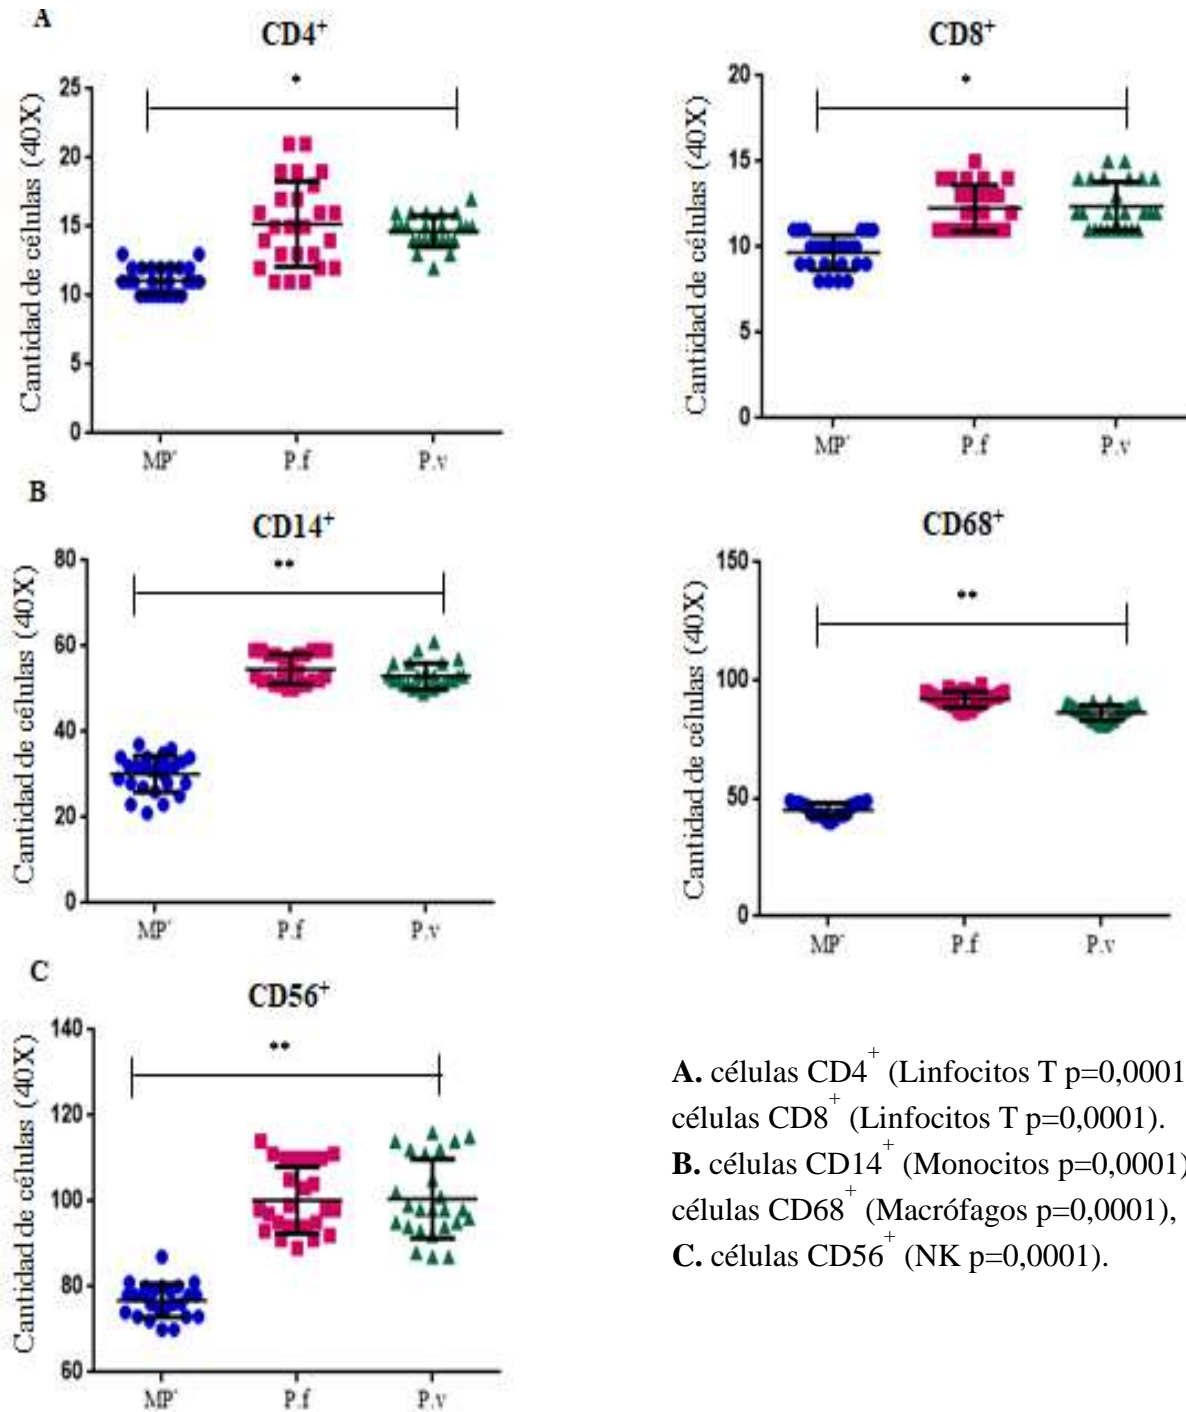 A
CD4⁺
*
Cantidad de células (40X)
25
20
15
10
5
0
MP⁻
P.f
P.v
CD8⁺
*
Cantidad de células (40X)
20
15
10
5
0
MP⁻
P.f
P.v
B
CD14⁺
**
Cantidad de células (40X)
80
60
40
20
0
MP⁻
P.f
P.v
CD68⁺
**
Cantidad de células (40X)
150
100
50
0
MP⁻
P.f
P.v
C
CD56⁺
**
Cantidad de células (40X)
140
120
100
80
60
MP⁻
P.f
P.v
A. células CD4⁺ (Linfocitos T p=0,0001
células CD8⁺ (Linfocitos T p=0,0001).
B. células CD14⁺ (Monocitos p=0,0001)
células CD68⁺ (Macrófagos p=0,0001),
C. células CD56⁺ (NK p=0,0001).